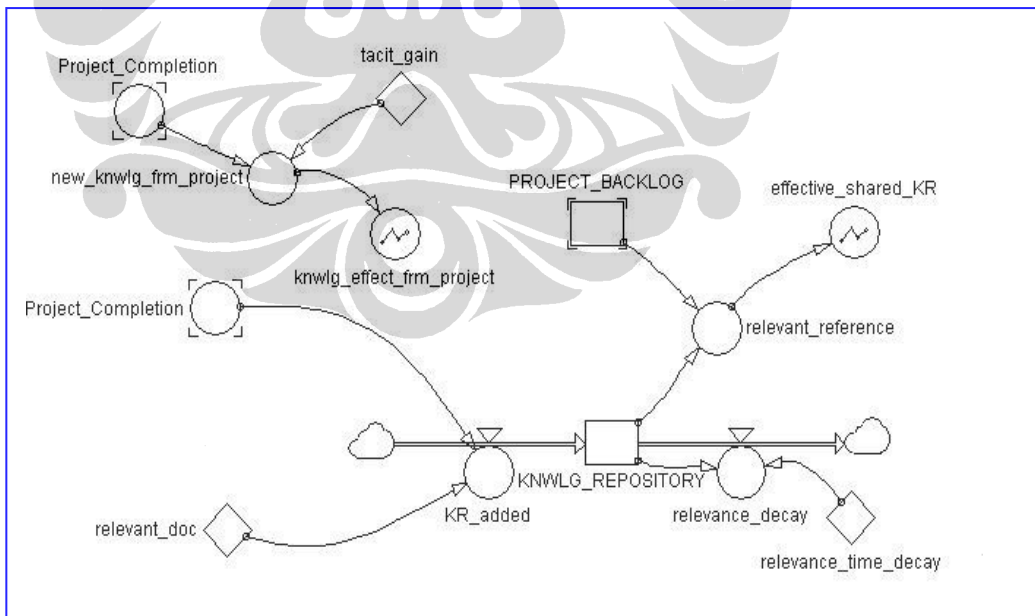 tacit_gain
Project_Completion
new_knwlg_frm_project
PROJECT_BACKLOG
effective_shared_KR
knwlg_effect_frm_project
Project_Completion
relevant_reference
KNWLG_REPOSITORY
KR_added
relevance_decay
relevant_doc
relevance_time_decay